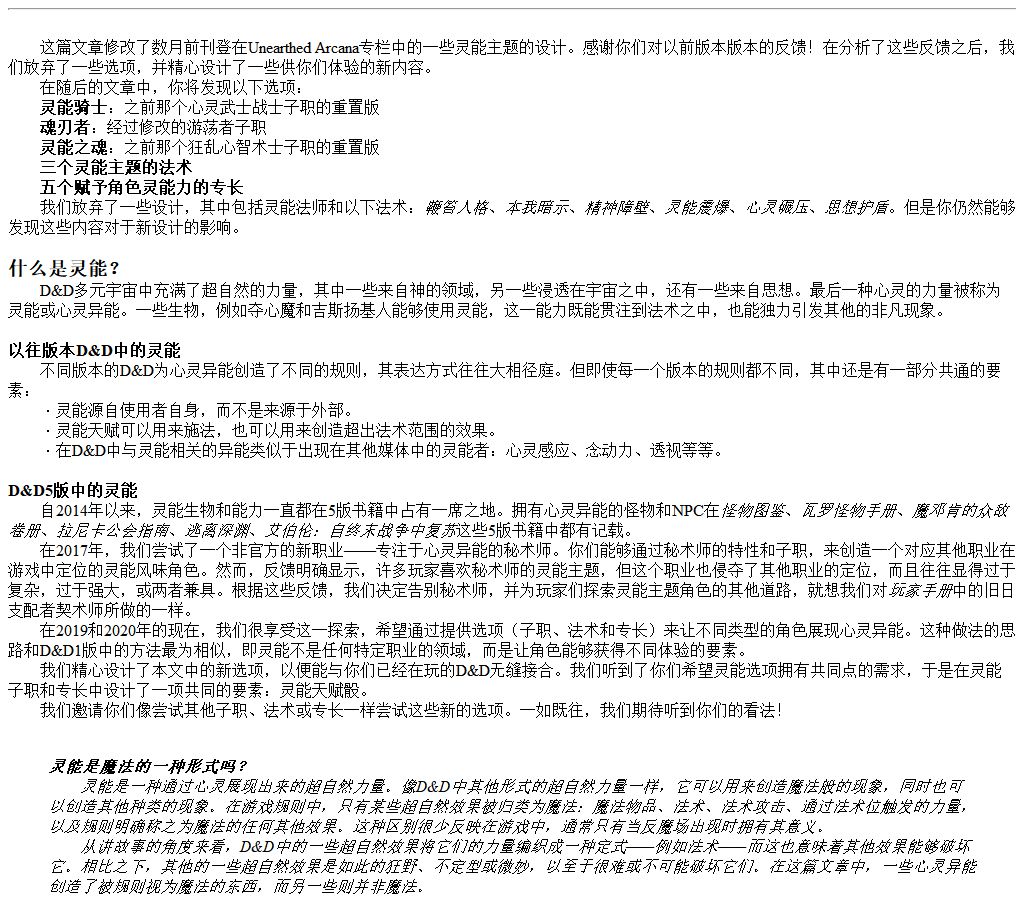 这篇文章修改了数月前刊登在Unearthed Arcana专栏中的一些灵能主题的设计。感谢你们对以前版本版本的反馈！在分析了这些反馈之后，我
们放弃了一些选项，并精心设计了一些供你们体验的新内容。
在随后的文章中，你将发现以下选项：
灵能骑士：之前那个心灵武士战士子职的重置版
魂刃者：经过修改的游荡者子职
灵能之魂：之前那个狂乱心智术士子职的重置版
三个灵能主题的法术
五个赋予角色灵能力的专长
我们放弃了一些设计，其中包括灵能法师和以下法术：鞭笞人格、本我暗示、精神障壁、灵能震爆、心灵碾压、思想护盾。但是你仍然能够
发现这些内容对于新设计的影响。
什么是灵能？
D&D多元宇宙中充满了超自然的力量，其中一些来自神的领域，另一些浸透在宇宙之中，还有一些来自思想。最后一种心灵的力量被称为
灵能或心灵异能。一些生物，例如夺心魔和吉斯扬基人能够使用灵能，这一能力既能贯注到法术之中，也能独力引发其他的非凡现象。
以往版本D&D中的灵能
不同版本的D&D为心灵异能创造了不同的规则，其表达方式往往大相径庭。但即使每一个版本的规则都不同，其中还是有一部分共通的要
素：
· 灵能源自使用者自身，而不是来源于外部。
· 灵能天赋可以用来施法，也可以用来创造超出法术范围的效果。
· 在D&D中与灵能相关的异能类似于出现在其他媒体中的灵能者：心灵感应、念动力、透视等等。
D&D5版中的灵能
自2014年以来，灵能生物和能力一直都在5版书籍中占有一席之地。拥有心灵异能的怪物和NPC在怪物图鉴、瓦罗怪物手册、魔邓肯的众敌
卷册、拉尼卡公会指南、逃离深渊、艾伯伦：自终末战争中复苏这些5版书籍中都有记载。
在2017年，我们尝试了一个非官方的新职业——专注于心灵异能的秘术师。你们能够通过秘术师的特性和子职，来创造一个对应其他职业在
游戏中定位的灵能风味角色。然而，反馈明确显示，许多玩家喜欢秘术师的灵能主题，但这个职业也侵夺了其他职业的定位，而且往往显得过于
复杂，过于强大，或两者兼具。根据这些反馈，我们决定告别秘术师，并为玩家们探索灵能主题角色的其他道路，就想我们对玩家手册中的旧日
支配者契术师所做的一样。
在2019和2020年的现在，我们很享受这一探索，希望通过提供选项（子职、法术和专长）来让不同类型的角色展现心灵异能。这种做法的思
路和D&D1版中的方法最为相似，即灵能不是任何特定职业的领域，而是让角色能够获得不同体验的要素。
我们精心设计了本文中的新选项，以便能与你们已经在玩的D&D无缝接合。我们听到了你们希望灵能选项拥有共同点的需求，于是在灵能
子职和专长中设计了一项共同的要素：灵能天赋骰。
我们邀请你们像尝试其他子职、法术或专长一样尝试这些新的选项。一如既往，我们期待听到你们的看法！
灵能是魔法的一种形式吗？
灵能是一种通过心灵展现出来的超自然力量。像D&D中其他形式的超自然力量一样，它可以用来创造魔法般的现象，同时也可
以创造其他种类的现象。在游戏规则中，只有某些超自然效果被归类为魔法：魔法物品、法术、法术攻击、通过法术位触发的力量，
以及规则明确称之为魔法的任何其他效果。这种区别很少反映在游戏中，通常只有当反魔场出现时拥有其意义。
从讲故事的角度来看，D&D中的一些超自然效果将它们的力量编织成一种定式——例如法术——而这也意味着其他效果能够破坏
它。相比之下，其他的一些超自然效果是如此的狂野、不定型或微妙，以至于很难或不可能破坏它们。在这篇文章中，一些心灵异能
创造了被规则视为魔法的东西，而另一些则并非魔法。